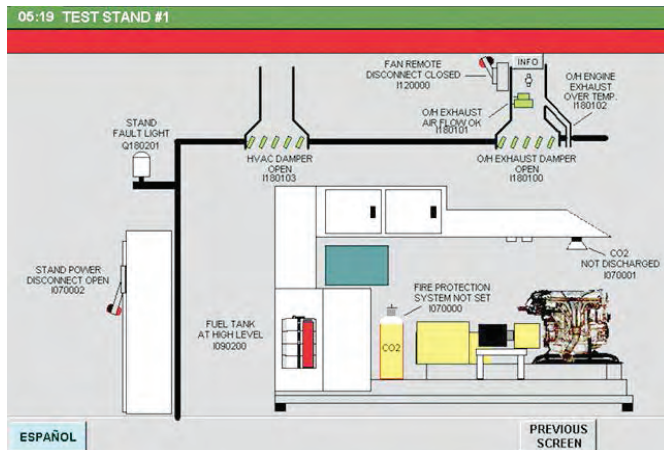 05:19 TEST STAND #1
FAN REMOTE
DISCONNECT CLOSED
I120000
INFO
O/H ENGINE
EXHAUST
OVER TEMP.
I180102
O/H EXHAUST
AIR FLOW OK
I180101
STAND
FAULT LIGHT
Q180201
HVAC DAMPER
OPEN
I180103
O/H EXHAUST DAMPER
OPEN
I180100
CO2
NOT DISCHARGED
I070001
STAND POWER
DISCONNECT OPEN
I070002
FIRE PROTECTION
SYSTEM NOT SET
I070000
FUEL TANK
AT HIGH LEVEL
I090200
CO2
ESPAÑOL
PREVIOUS
SCREEN